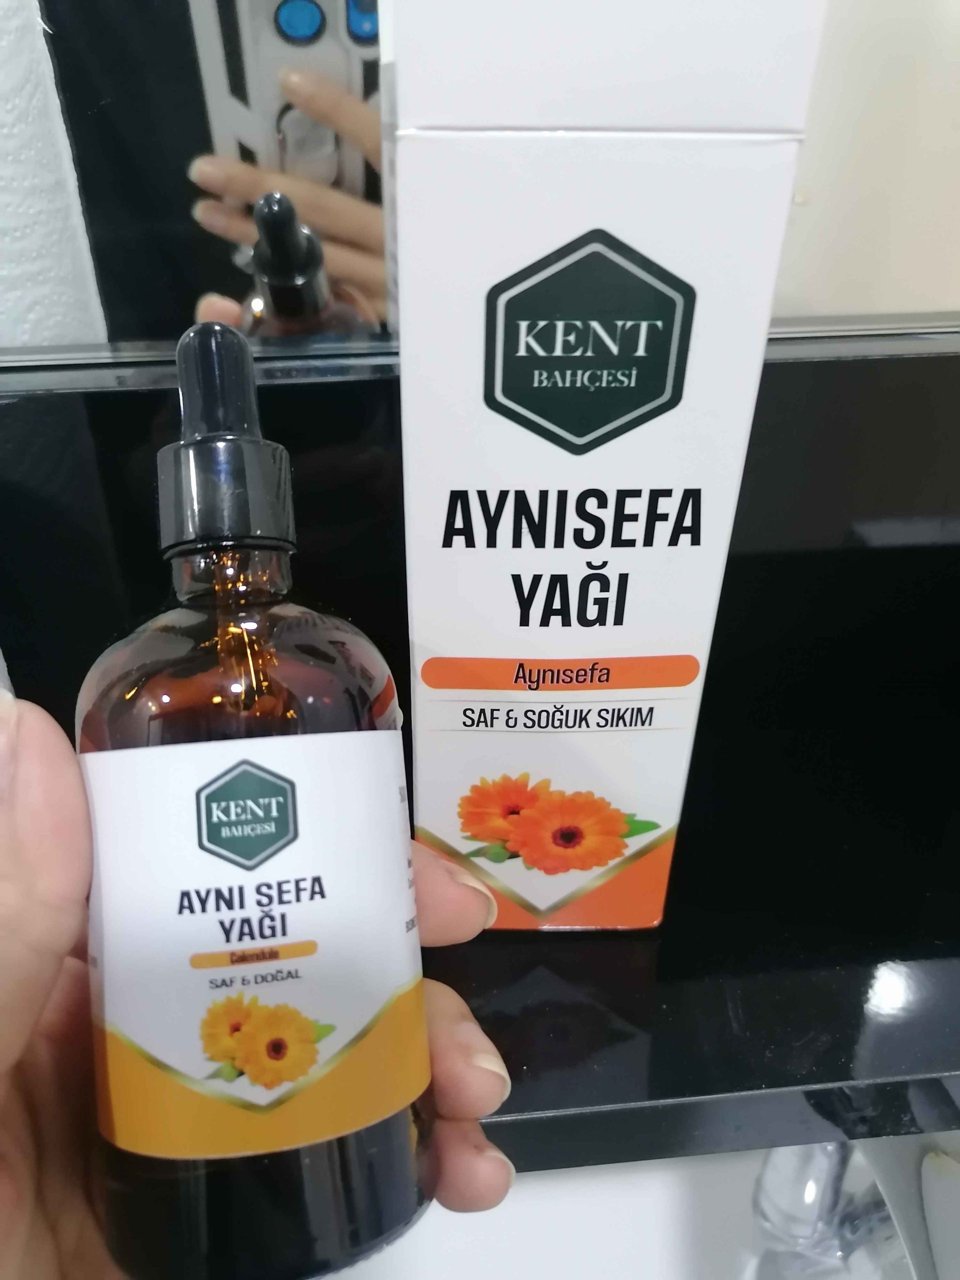 KENT
BAHÇESİ
AYNISEFA
YAĞI
Aynısefa
SAF & SOĞUK SIKIM
KENT
BAHÇESİ
AYNI SEFA
YAĞI
Calendula
SAF & DOĞAL